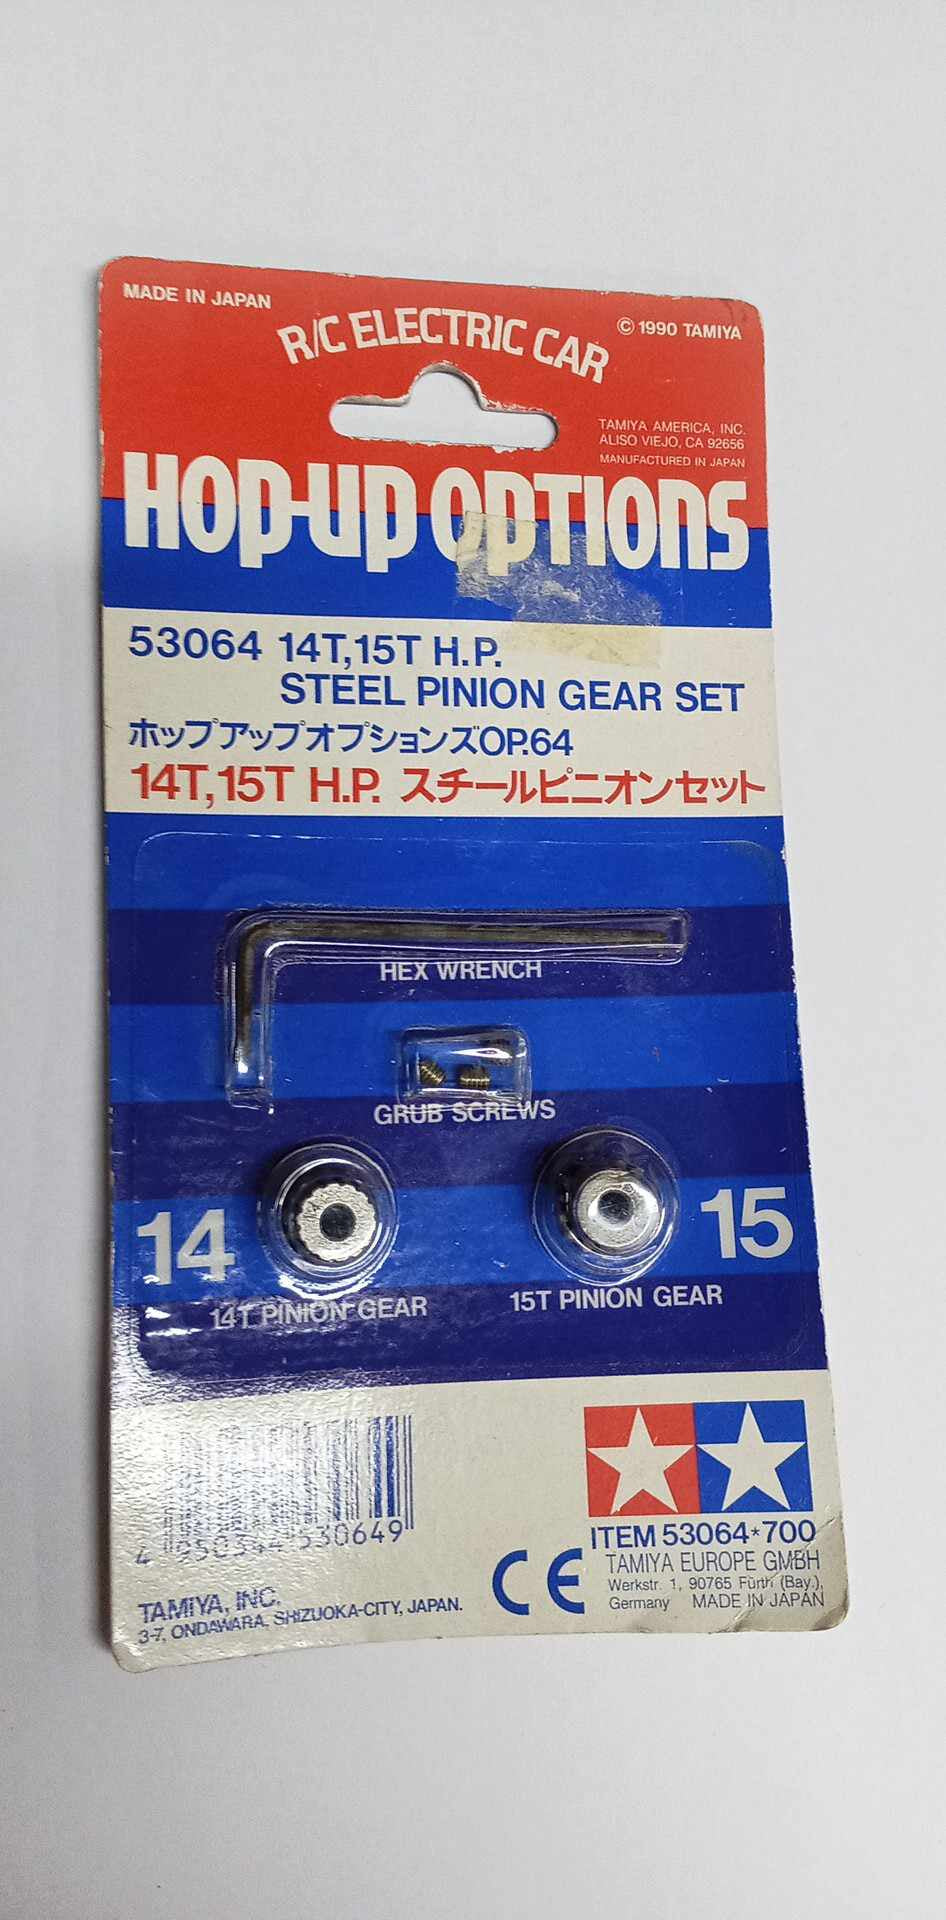 MADE IN JAPAN
R/C ELECTRIC CAR
© 1990 TAMIYA
TAMIYA AMERICA, INC.
ALISO VIEJO, CA 92656
MANUFACTURED IN JAPAN
HOP-UP OPTIONS
53064 14T,15T H.P.
STEEL PINION GEAR SET
ホップアップオプションズOP.64
14T,15T H.P. スチールピニオンセット
HEX WRENCH
GRUB SCREWS
14
15
14T PINION GEAR
15T PINION GEAR
4 950344 530649
TAMIYA, INC.
3-7, ONDAWARA, SHIZUOKA-CITY, JAPAN.
CE
ITEM 53064*700
TAMIYA EUROPE GMBH
Werkstr. 1, 90765 Fürth (Bay.),
Germany MADE IN JAPAN